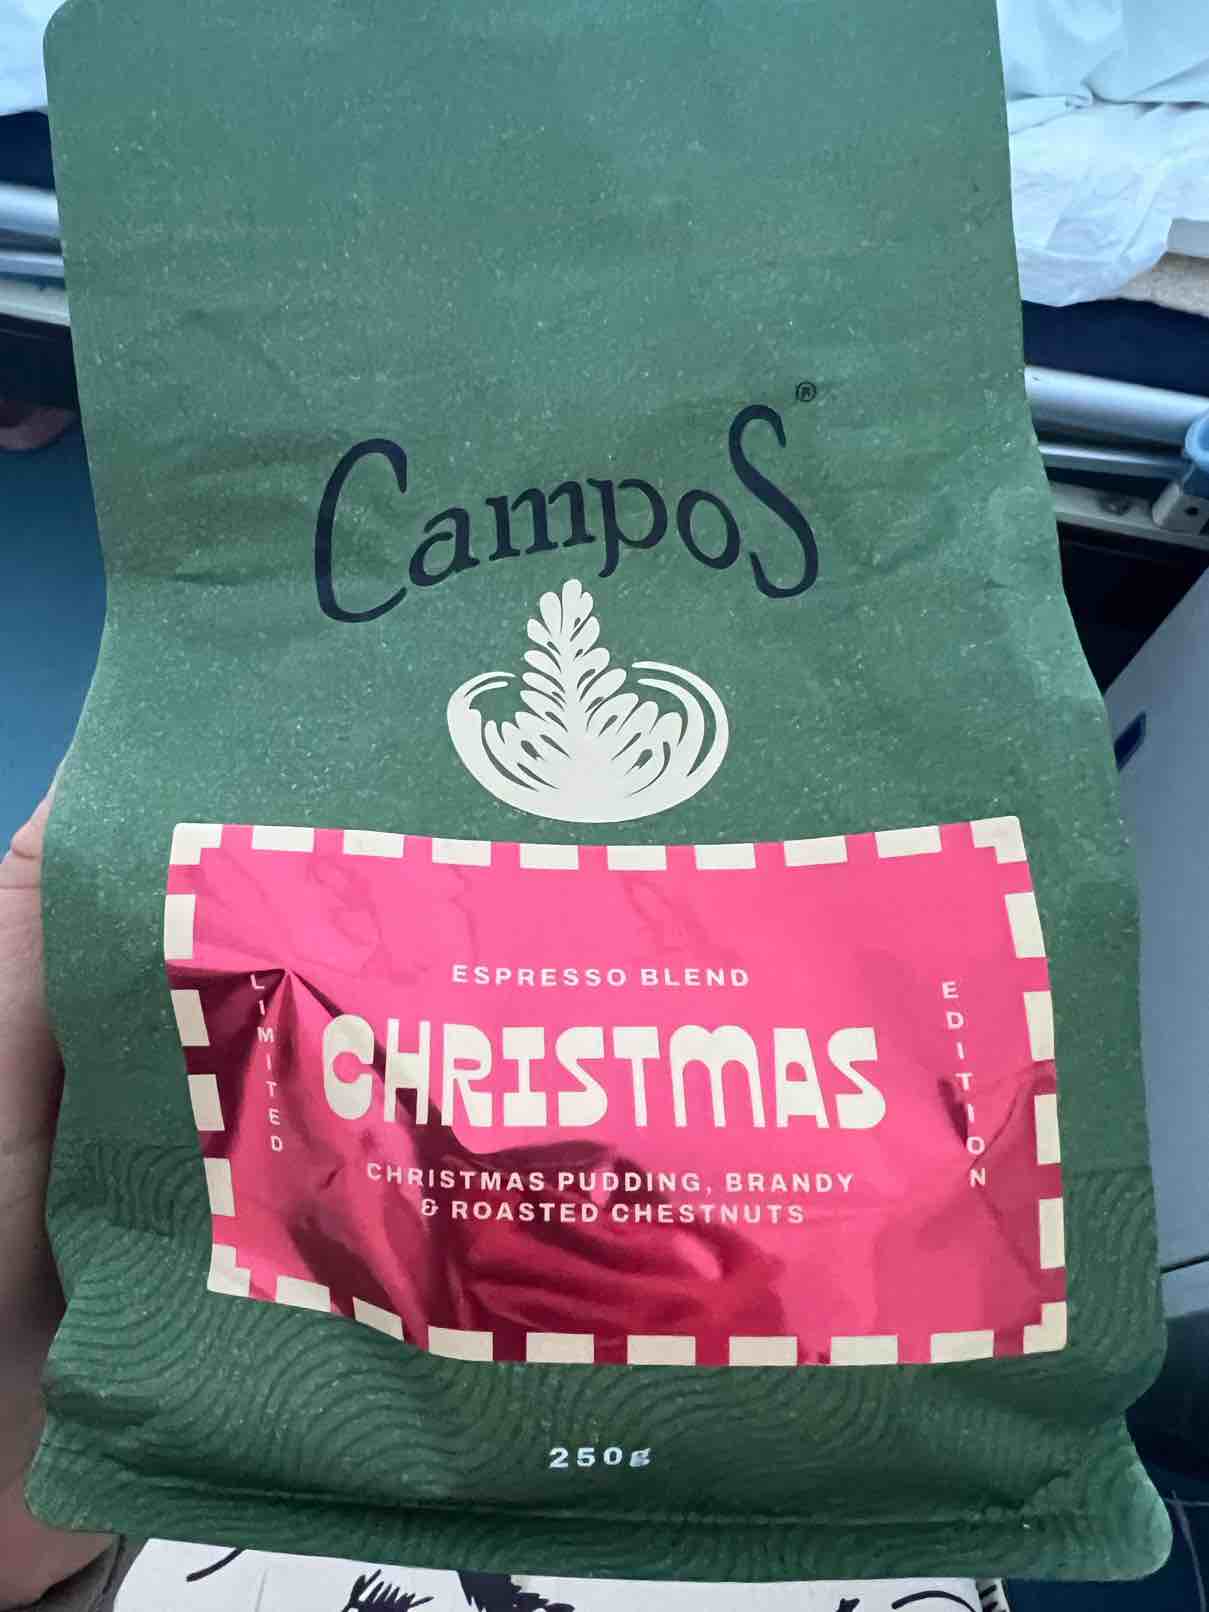 Campos®
ESPRESSO BLEND
LIMITED
CHRISTMAS
EDITION
CHRISTMAS PUDDING, BRANDY
& ROASTED CHESTNUTS
250g